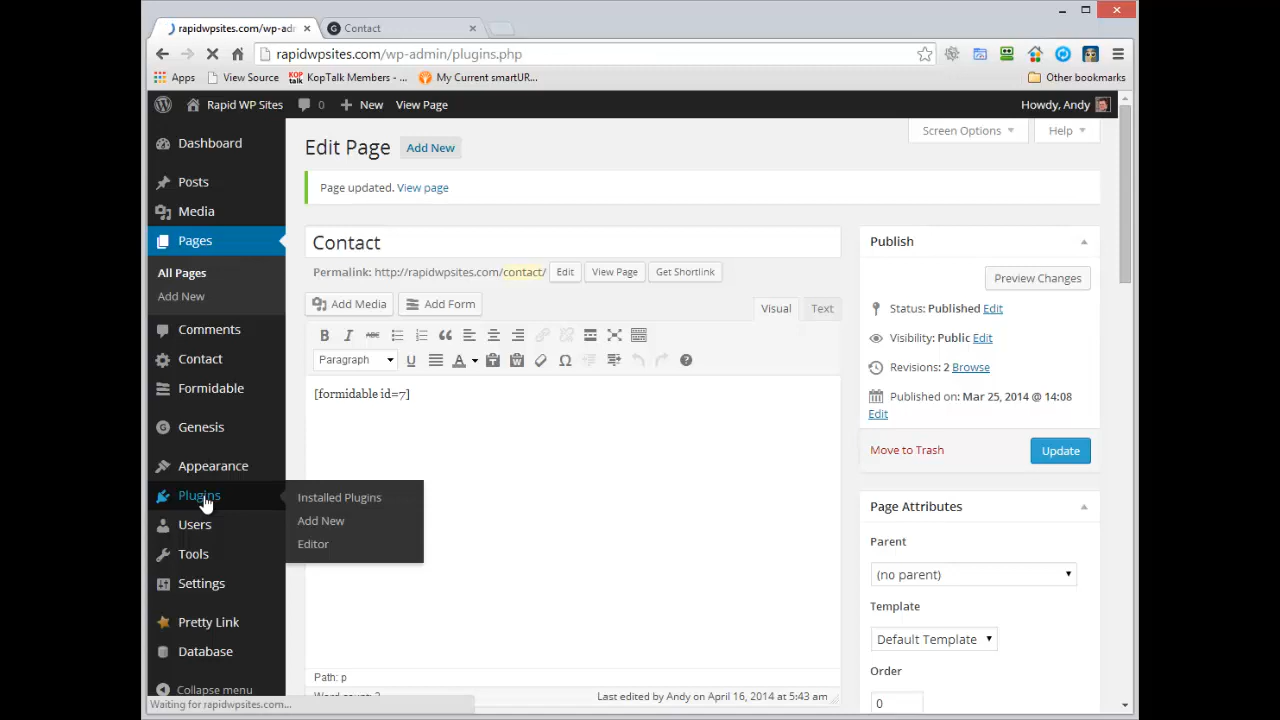 rapidwpsites.com/wp-adr
Contact
rapidwpsites.com/wp-admin/plugins.php
Apps
View Source
KOP talk
KopTalk Members - ...
My Current smartUR...
Other bookmarks
Rapid WP Sites
0
New
View Page
Howdy, Andy
Dashboard
Posts
Media
Pages
All Pages
Add New
Comments
Contact
Formidable
Genesis
Appearance
Plugins
Users
Tools
Settings
Pretty Link
Database
Collapse menu
Installed Plugins
Add New
Editor
Screen Options
Help
Edit Page
Add New
Page updated. View page
Contact
Permalink: http://rapidwpsites.com/contact/
Edit
View Page
Get Shortlink
Add Media
Add Form
Visual
Text
B I ABC
Paragraph
U A T W Ω ?
[formidable id=7]
Path: p
Last edited by Andy on April 16, 2014 at 5:43 am
Publish
Preview Changes
Status: Published Edit
Visibility: Public Edit
Revisions: 2 Browse
Published on: Mar 25, 2014 @ 14:08
Edit
Move to Trash
Update
Page Attributes
Parent
(no parent)
Template
Default Template
Order
0
Waiting for rapidwpsites.com...